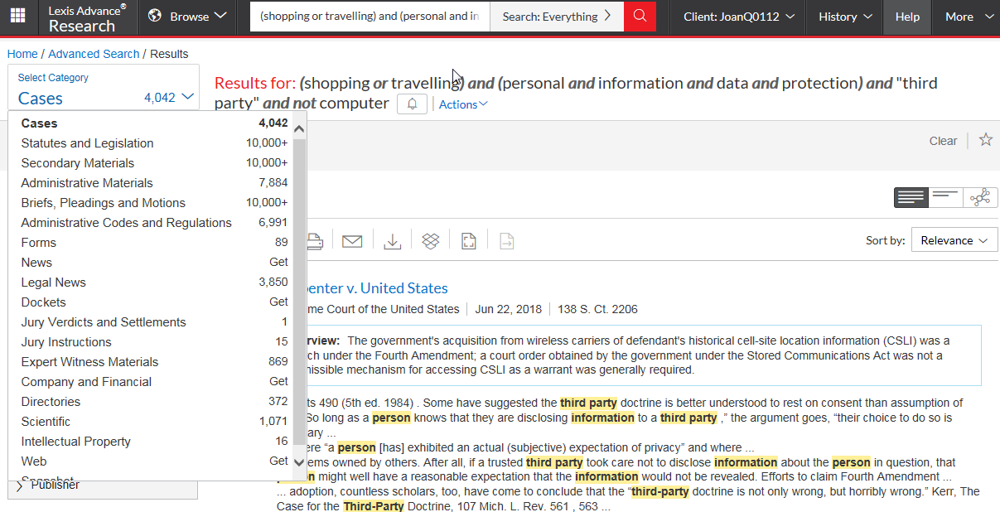 Lexis Advance®
Research
Browse
(shopping or travelling) and (personal and in
Search: Everything
Client: JoanQ0112
History
Help
More
Home / Advanced Search / Results
Select Category
Cases 4,042
Results for: (shopping or travelling) and (personal and information and data and protection) and "third
party" and not computer
Actions
Cases 4,042
Statutes and Legislation 10,000+
Secondary Materials 10,000+
Administrative Materials 7,884
Briefs, Pleadings and Motions 10,000+
Administrative Codes and Regulations 6,991
Forms 89
News Get
Legal News 3,850
Dockets Get
Jury Verdicts and Settlements 1
Jury Instructions 15
Expert Witness Materials 869
Company and Financial Get
Directories 372
Scientific 1,071
Intellectual Property 16
Web Get
Publisher
Clear
Sort by: Relevance
enter v. United States
me Court of the United States Jun 22, 2018 138 S. Ct. 2206
rview: The government's acquisition from wireless carriers of defendant's historical cell-site location information (CSLI) was a
ch under the Fourth Amendment; a court order obtained by the government under the Stored Communications Act was not a
missible mechanism for accessing CSLI as a warrant was generally required.
ts 490 (5th ed. 1984) . Some have suggested the third party doctrine is better understood to rest on consent than assumption of
So long as a person knows that they are disclosing information to a third party ,” the argument goes, “their choice to do so is
ary ...
ere “a person [has] exhibited an actual (subjective) expectation of privacy” and where ...
ems owned by others. After all, if a trusted third party took care not to disclose information about the person in question, that
n might well have a reasonable expectation that the information would not be revealed. Efforts to claim Fourth Amendment ...
... adoption, countless scholars, too, have come to conclude that the “third-party doctrine is not only wrong, but horribly wrong.” Kerr, The
Case for the Third-Party Doctrine, 107 Mich. L. Rev. 561 , 563 ...